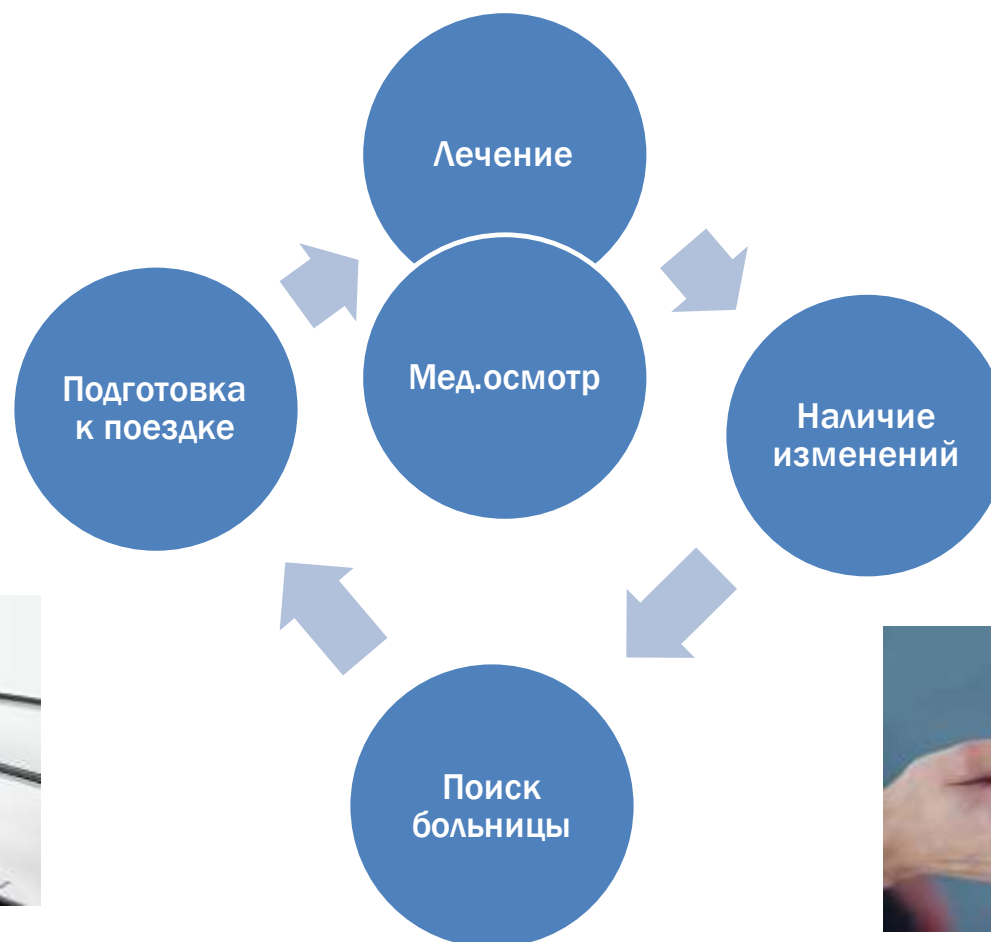 Лечение
Мед.осмотр
Подготовка
к поездке
Наличие
изменений
Поиск
больницы